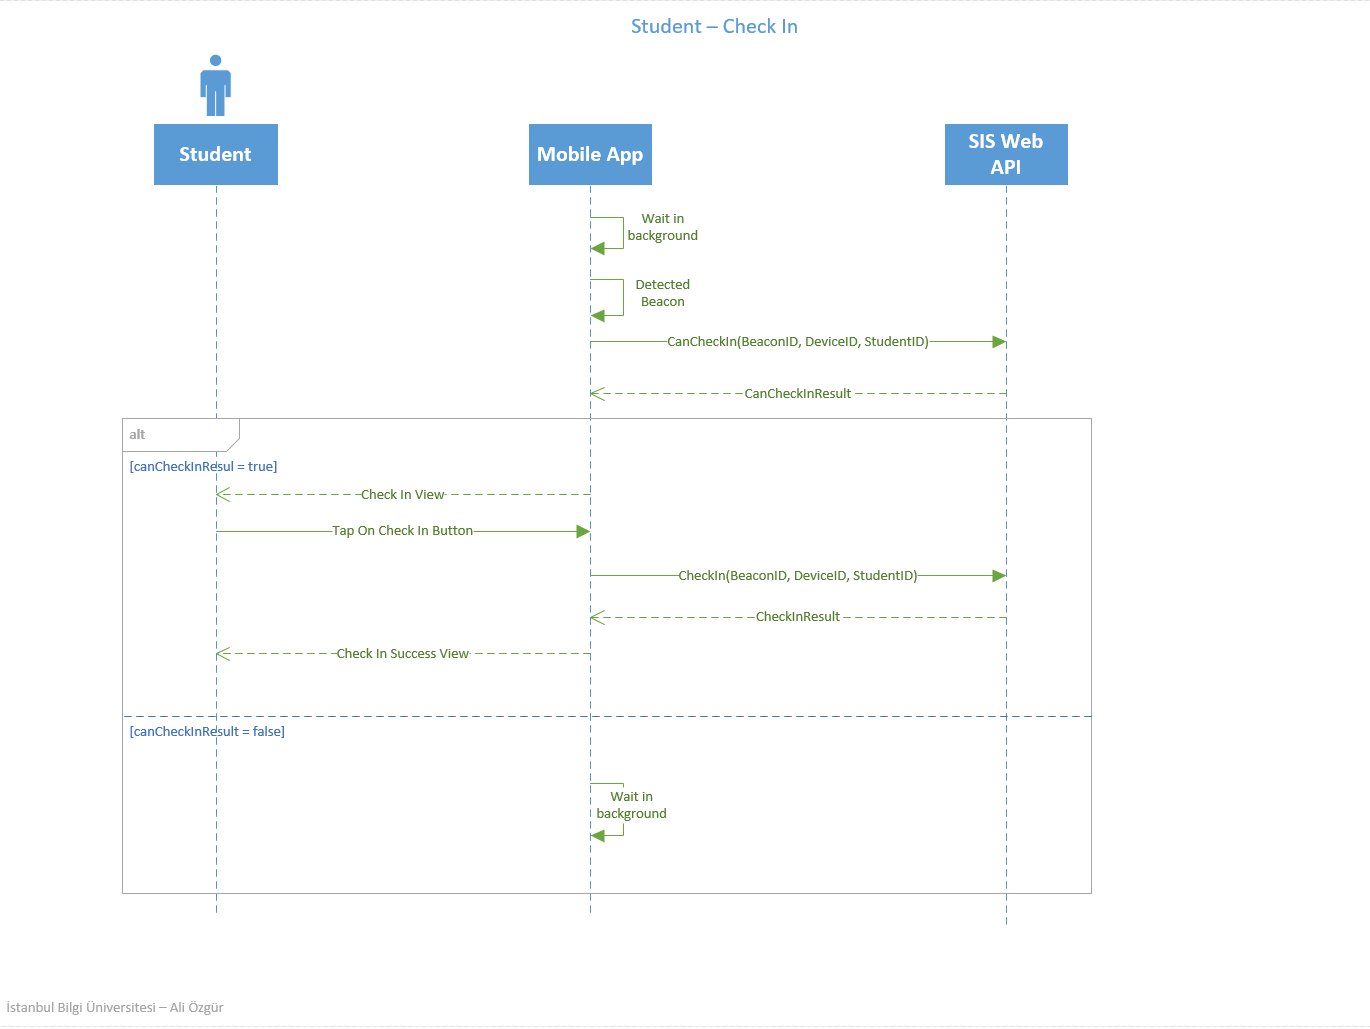 Student – Check In
Student
Mobile App
SIS Web
API
Wait in
background
Detected
Beacon
CanCheckIn(BeaconID, DeviceID, StudentID)
CanCheckInResult
alt
[canCheckInResul = true]
Check In View
Tap On Check In Button
CheckIn(BeaconID, DeviceID, StudentID)
CheckInResult
Check In Success View
[canCheckInResult = false]
Wait in
background
İstanbul Bilgi Üniversitesi – Ali Özgür